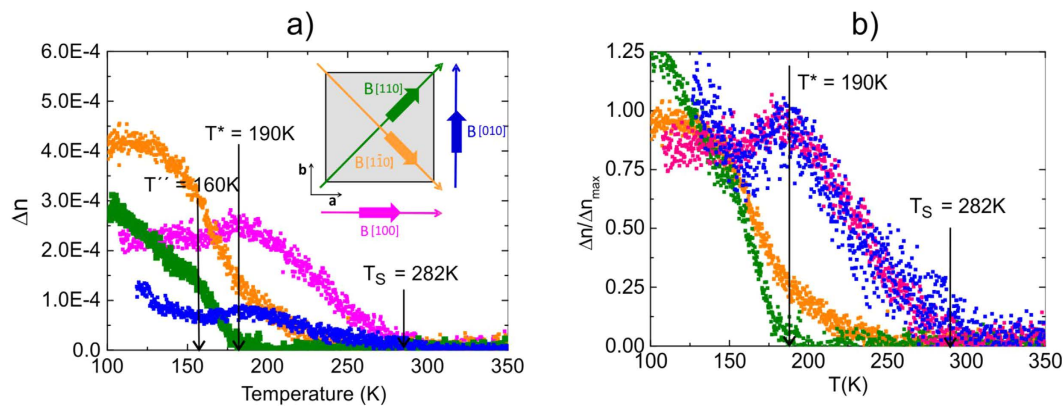 a)
6.0E-4
5.0E-4
4.0E-4
3.0E-4
2.0E-4
1.0E-4
0.0
Δn
100 150 200 250 300 350
Temperature (K)
T* = 190K
T´´ = 160K
T_S = 282K
B[110]
B[11̄0]
B[010]
B[100]
b
a
b)
1.25
1.00
0.75
0.50
0.25
0.00
Δn/Δn_max
100 150 200 250 300 350
T(K)
T* = 190K
T_S = 282K